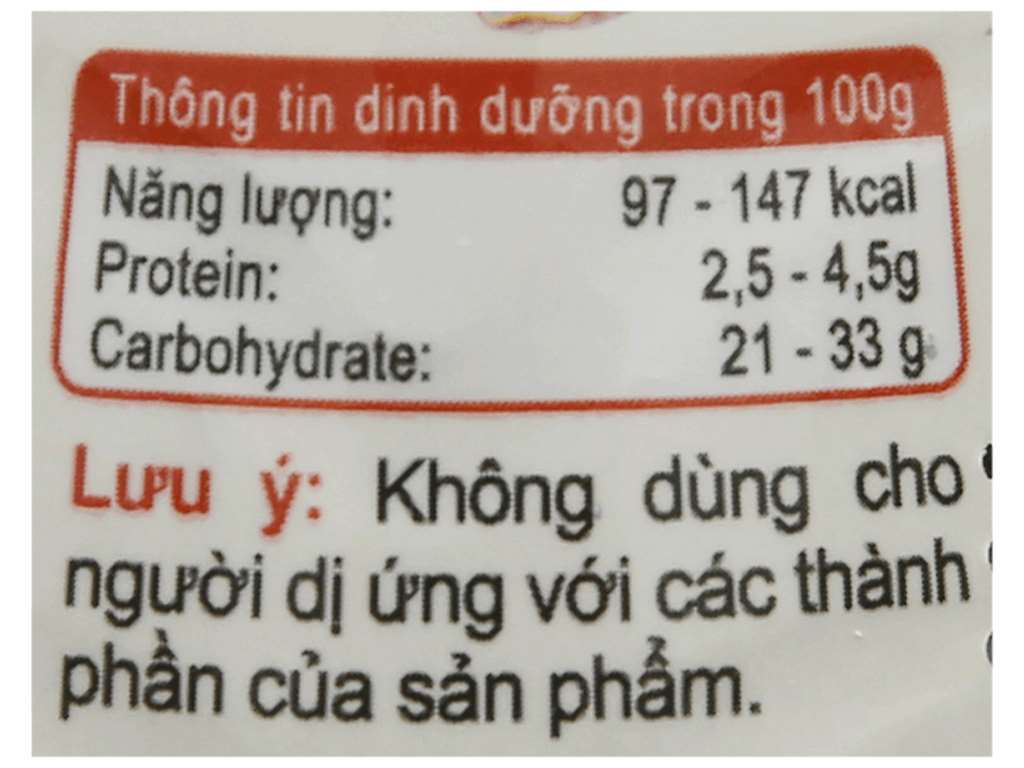 Thông tin dinh dưỡng trong 100g
Năng lượng: 97 - 147 kcal
Protein: 2,5 - 4,5g
Carbohydrate: 21 - 33 g
Lưu ý: Không dùng cho
người dị ứng với các thành
phần của sản phẩm.